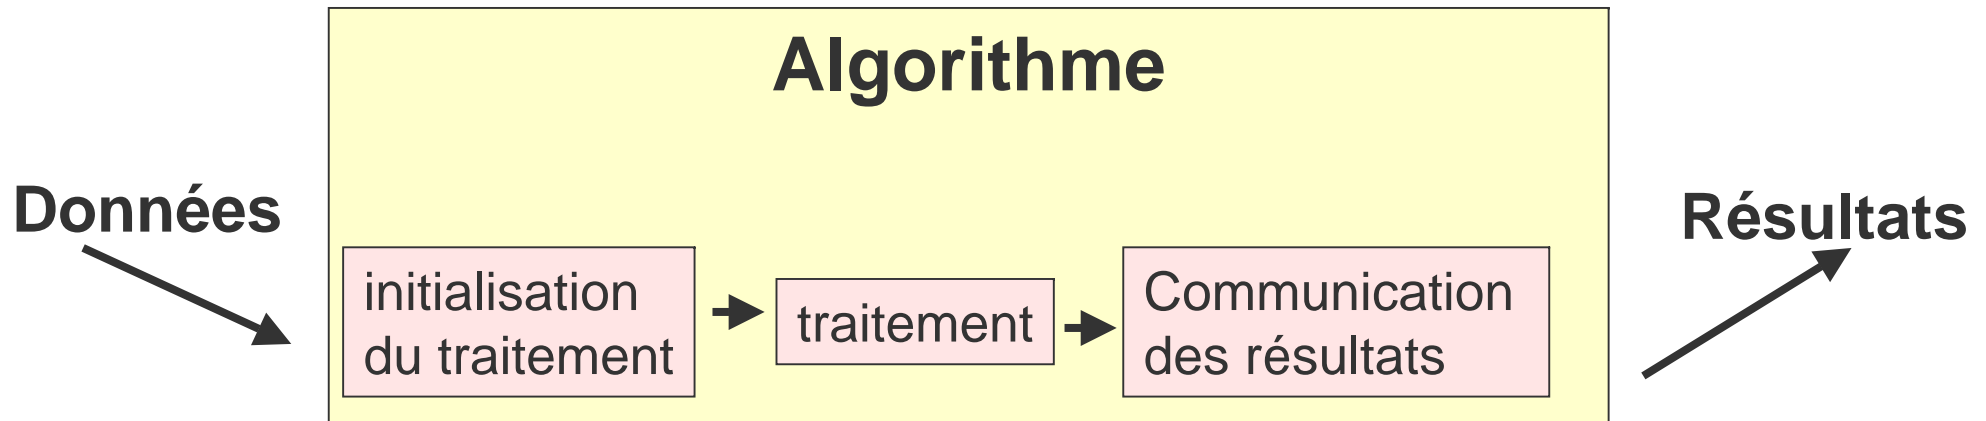 Algorithme
Données
Résultats
initialisation
du traitement
traitement
Communication
des résultats